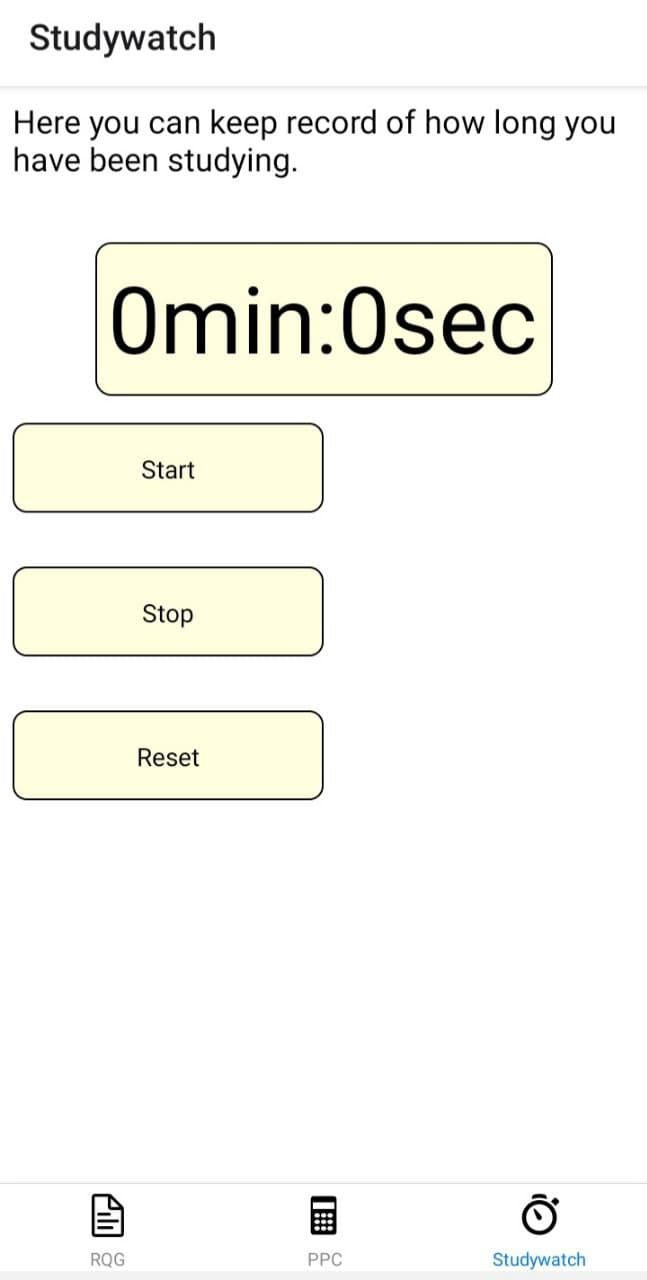 Studywatch
Here you can keep record of how long you
have been studying.
0min:0sec
Start
Stop
Reset
RQG
PPC
Studywatch